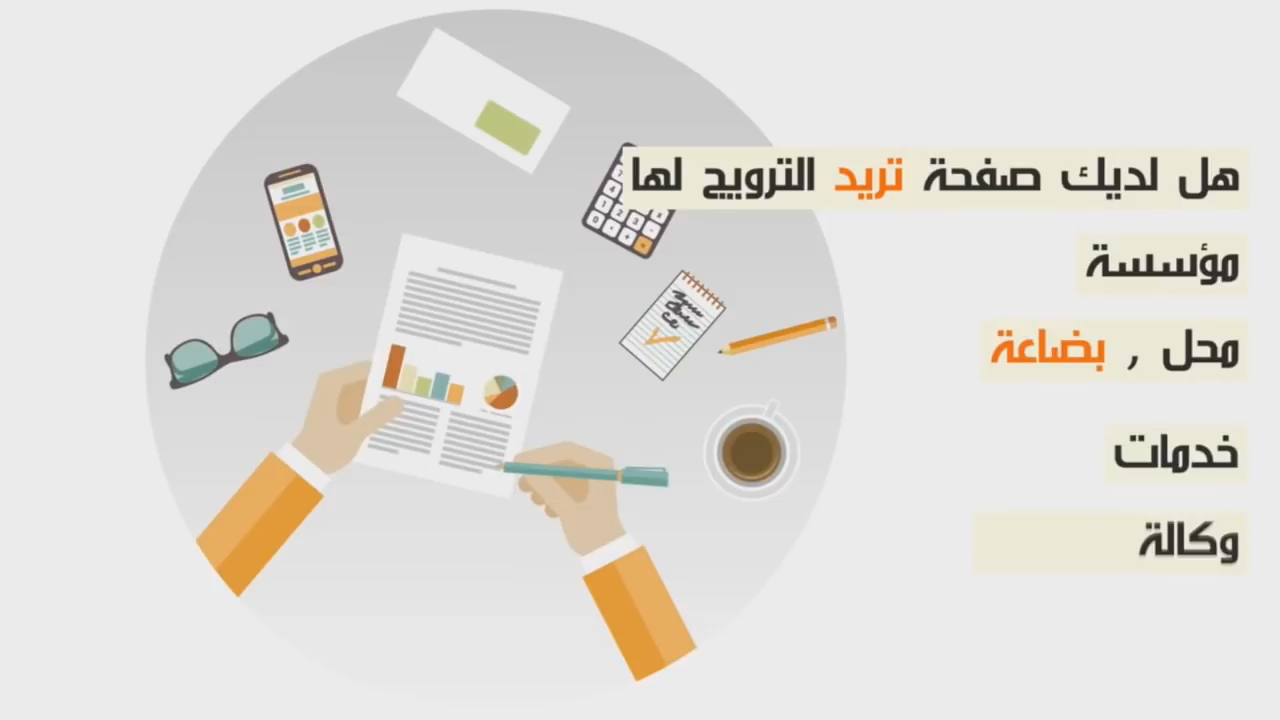 هل لديك صفحة تريد الترويج لها
مؤسسة
محل , بضاعة
خدمات
وكالة